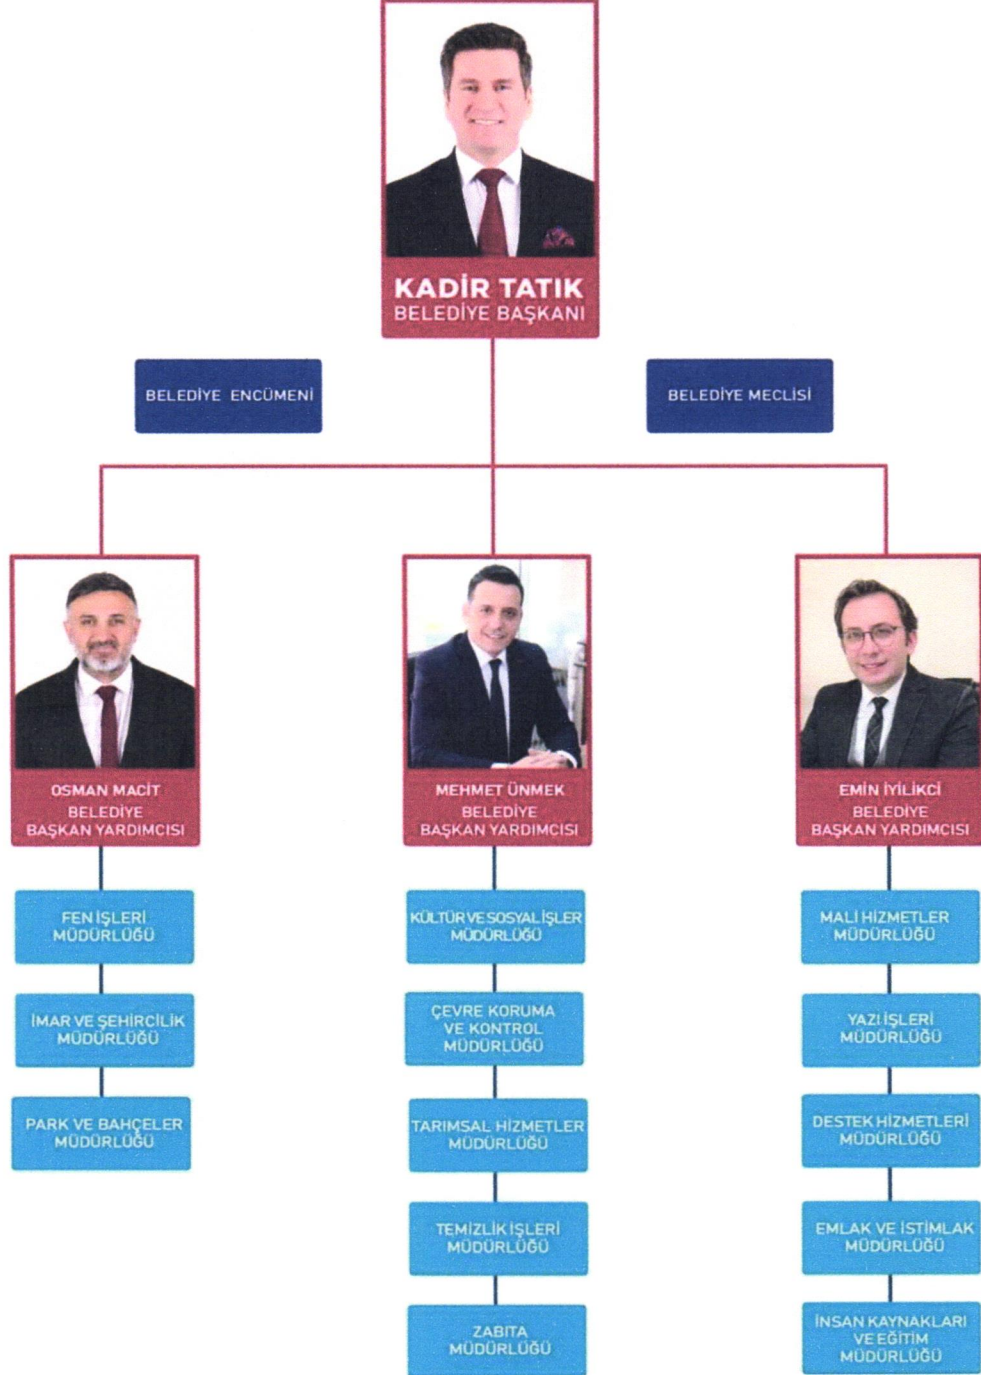 KADİR TATIK
BELEDİYE BAŞKANI
BELEDİYE ENCÜMENİ
BELEDİYE MECLİSİ
OSMAN MACİT
BELEDİYE
BAŞKAN YARDIMCISI
FEN İŞLERİ
MÜDÜRLÜĞÜ
İMAR VE ŞEHİRCİLİK
MÜDÜRLÜĞÜ
PARK VE BAHÇELER
MÜDÜRLÜĞÜ
MEHMET ÜNMEK
BELEDİYE
BAŞKAN YARDIMCISI
KÜLTÜR VE SOSYAL İŞLER
MÜDÜRLÜĞÜ
ÇEVRE KORUMA
VE KONTROL
MÜDÜRLÜĞÜ
TARIMSAL HİZMETLER
MÜDÜRLÜĞÜ
TEMİZLİK İŞLERİ
MÜDÜRLÜĞÜ
ZABITA
MÜDÜRLÜĞÜ
EMİN İYİLİKCİ
BELEDİYE
BAŞKAN YARDIMCISI
MALİ HİZMETLER
MÜDÜRLÜĞÜ
YAZI İŞLERİ
MÜDÜRLÜĞÜ
DESTEK HİZMETLERİ
MÜDÜRLÜĞÜ
EMLAK VE İSTİMLAK
MÜDÜRLÜĞÜ
İNSAN KAYNAKLARI
VE EĞİTİM
MÜDÜRLÜĞÜ